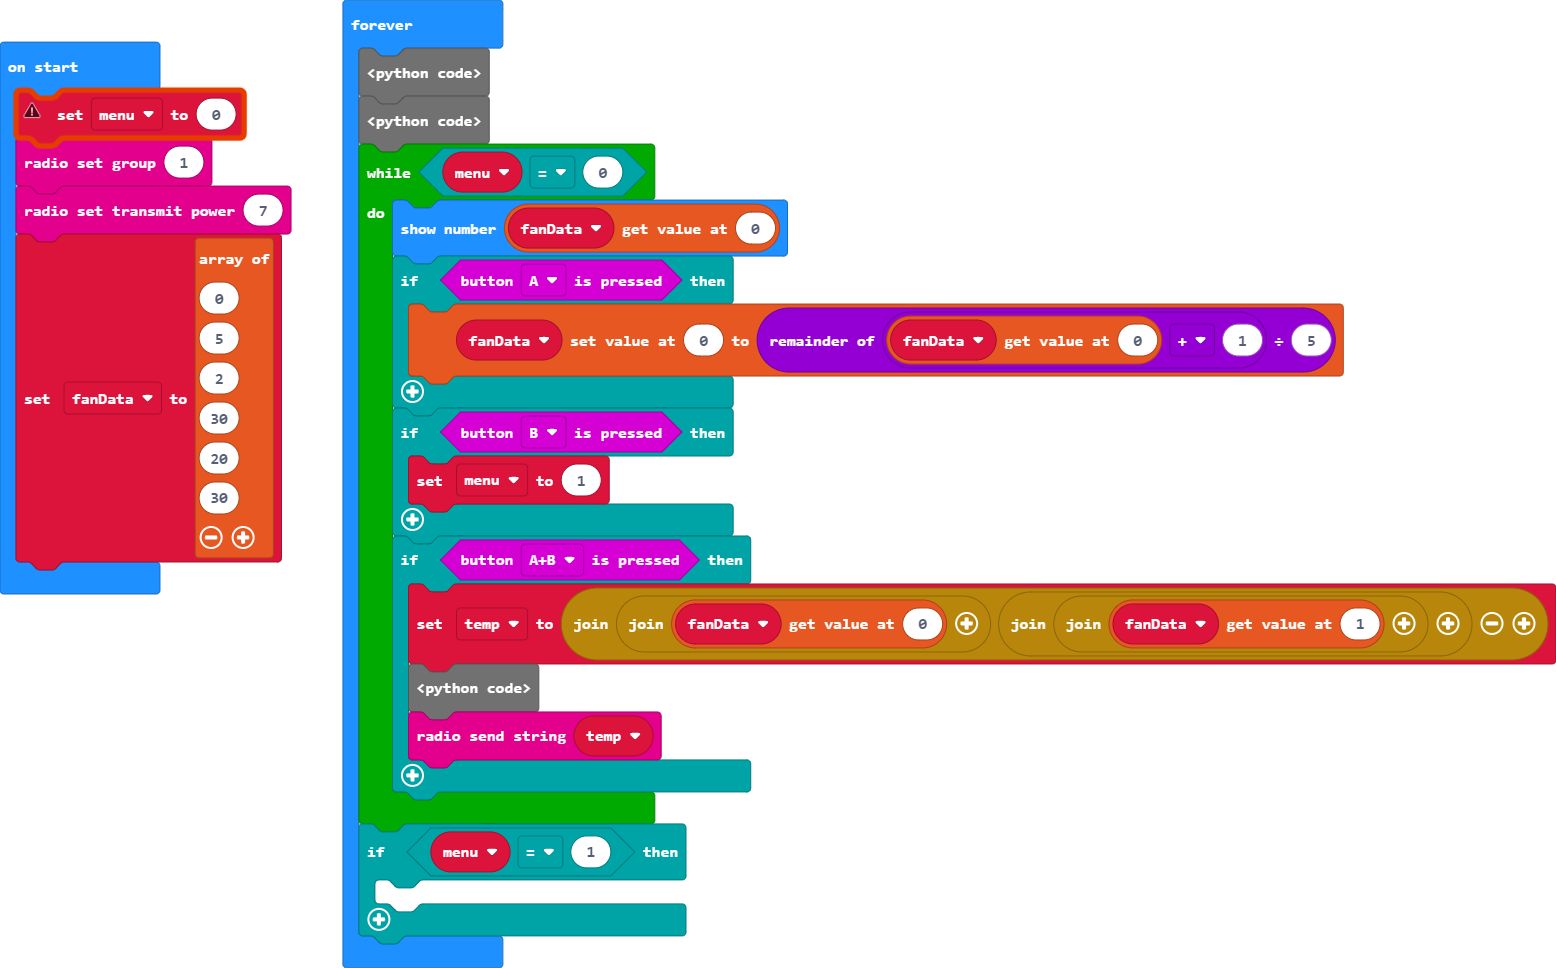 on start
set menu to 0
radio set group 1
radio set transmit power 7
set fanData to array of
0
5
2
30
20
30
forever
<python code>
<python code>
while menu = 0
do
show number fanData get value at 0
if button A is pressed then
fanData set value at 0 to remainder of fanData get value at 0 + 1 ÷ 5
if button B is pressed then
set menu to 1
if button A+B is pressed then
set temp to join join fanData get value at 0 join join fanData get value at 1
<python code>
radio send string temp
if menu = 1 then